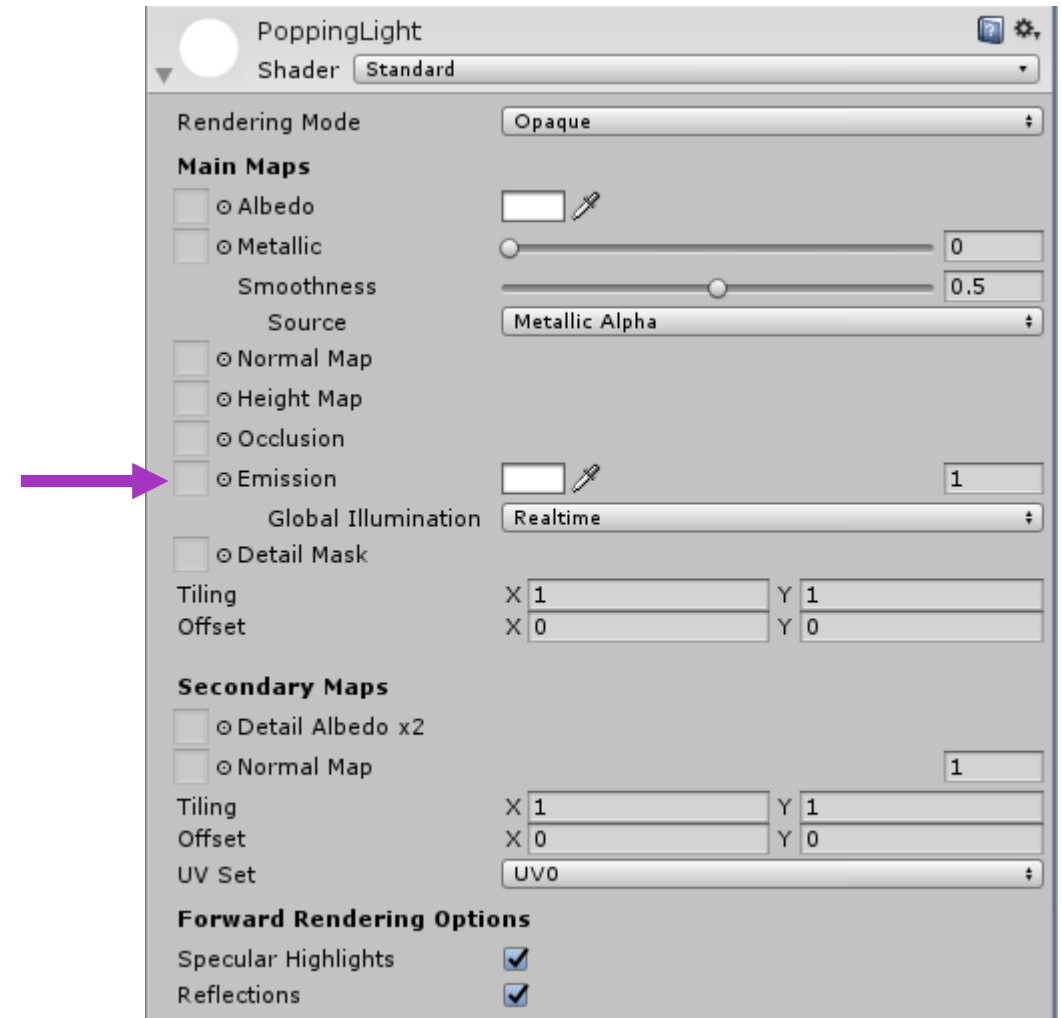 PoppingLight
Shader Standard
Rendering Mode Opaque
Main Maps
Albedo
Metallic 0
Smoothness 0.5
Source Metallic Alpha
Normal Map
Height Map
Occlusion
Emission 1
Global Illumination Realtime
Detail Mask
Tiling X 1 Y 1
Offset X 0 Y 0
Secondary Maps
Detail Albedo x2
Normal Map 1
Tiling X 1 Y 1
Offset X 0 Y 0
UV Set UV0
Forward Rendering Options
Specular Highlights
Reflections